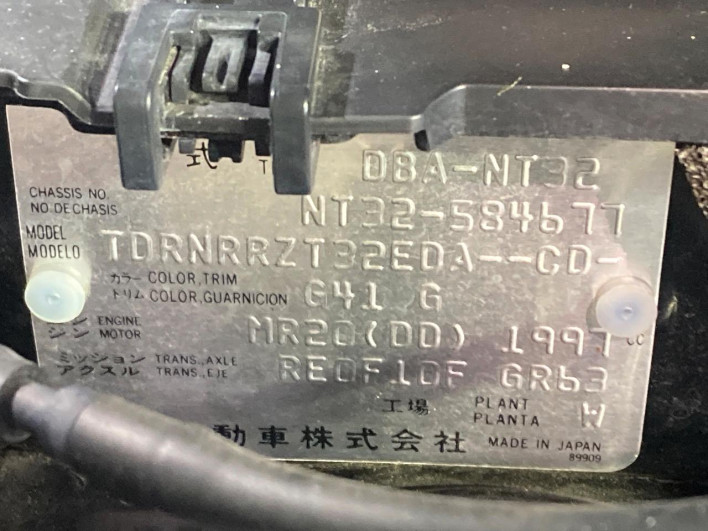 式 T DBA-NT32
CHASSIS NO.
NO. DE CHASIS NT32-584677
MODEL
MODELO TDRNRRZT32EDA--CD-
カラー COLOR,TRIM
トリム COLOR,GUARNICION G41 G
ン ENGINE
ジン MOTOR MR20(DD) 1997 cc
ミッション TRANS.,AXLE
アクスル TRANS.,EJE RE0F10F GR63
工場 PLANT
PLANTA W
動車株式会社 MADE IN JAPAN
89909